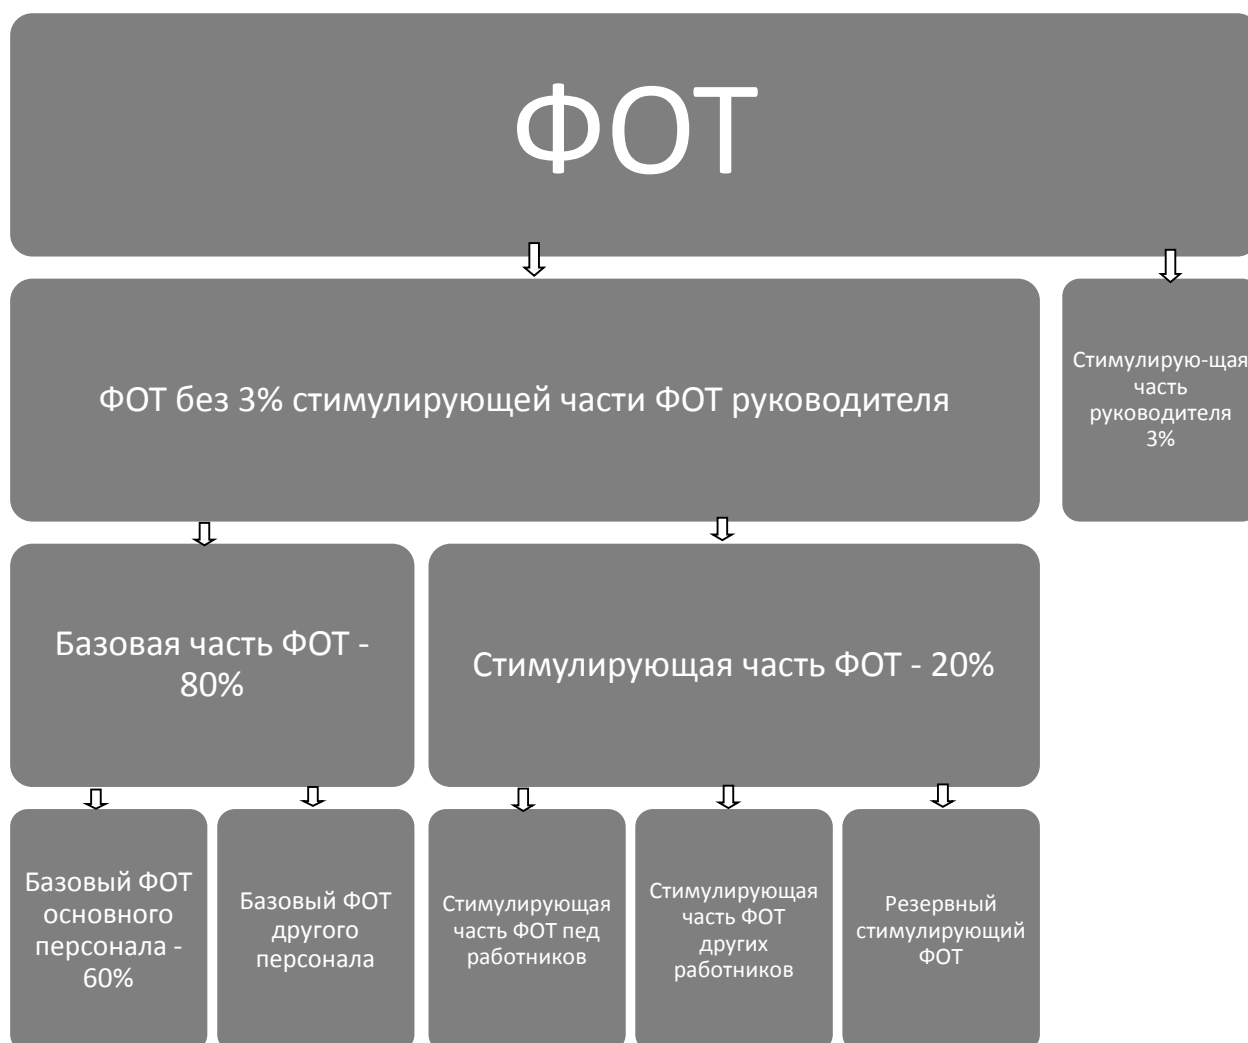 ФОТ
ФОТ без 3% стимулирующей части ФОТ руководителя
Стимулирую-щая
часть
руководителя
3%
Базовая часть ФОТ -
80%
Стимулирующая часть ФОТ - 20%
Базовый ФОТ
основного
персонала -
60%
Базовый ФОТ
другого
персонала
Стимулирующая
часть ФОТ пед
работников
Стимулирующая
часть ФОТ
других
работников
Резервный
стимулирующий
ФОТ